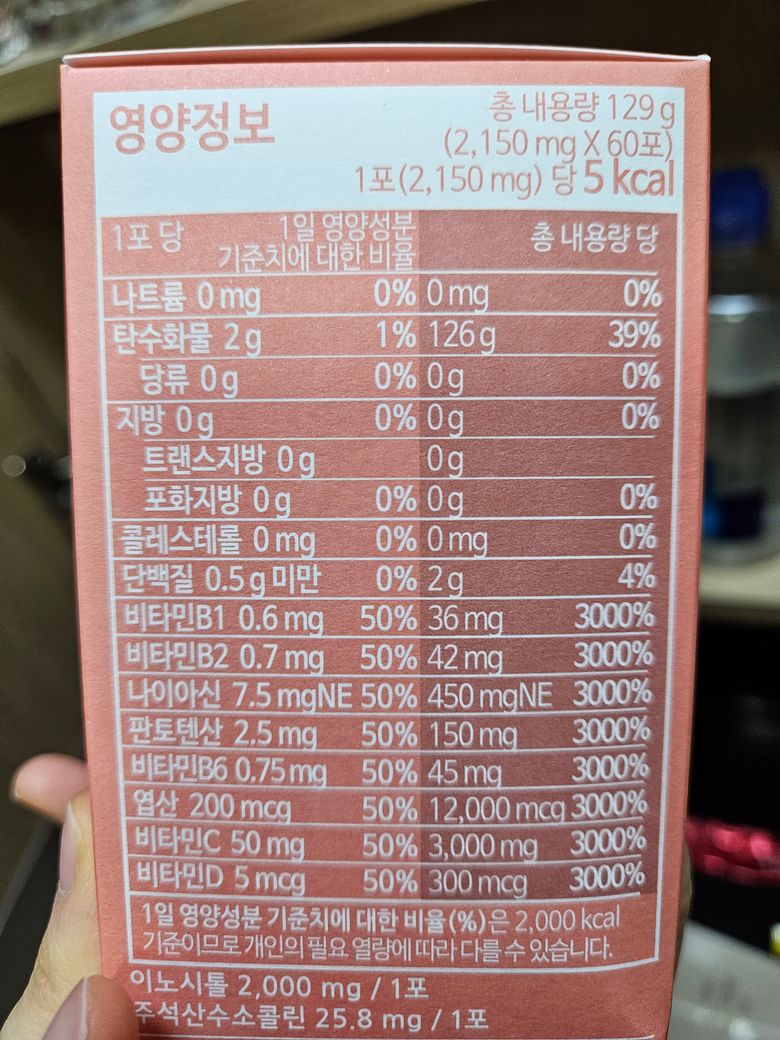 영양정보
총 내용량 129 g
(2,150 mg X 60포)
1포(2,150 mg) 당 5 kcal
1포 당 1일 영양성분 기준치에 대한 비율 총 내용량 당
나트륨 0 mg 0% 0 mg 0%
탄수화물 2 g 1% 126 g 39%
당류 0 g 0% 0 g 0%
지방 0 g 0% 0 g 0%
트랜스지방 0 g 0 g
포화지방 0 g 0% 0 g 0%
콜레스테롤 0 mg 0% 0 mg 0%
단백질 0.5 g 미만 0% 2 g 4%
비타민B1 0.6 mg 50% 36 mg 3000%
비타민B2 0.7 mg 50% 42 mg 3000%
나이아신 7.5 mgNE 50% 450 mgNE 3000%
판토텐산 2.5 mg 50% 150 mg 3000%
비타민B6 0.75 mg 50% 45 mg 3000%
엽산 200 mcg 50% 12,000 mcg 3000%
비타민C 50 mg 50% 3,000 mg 3000%
비타민D 5 mcg 50% 300 mcg 3000%
1일 영양성분 기준치에 대한 비율(%)은 2,000 kcal
기준이므로 개인의 필요 열량에 따라 다를 수 있습니다.
이노시톨 2,000 mg / 1포
주석산수소콜린 25.8 mg / 1포